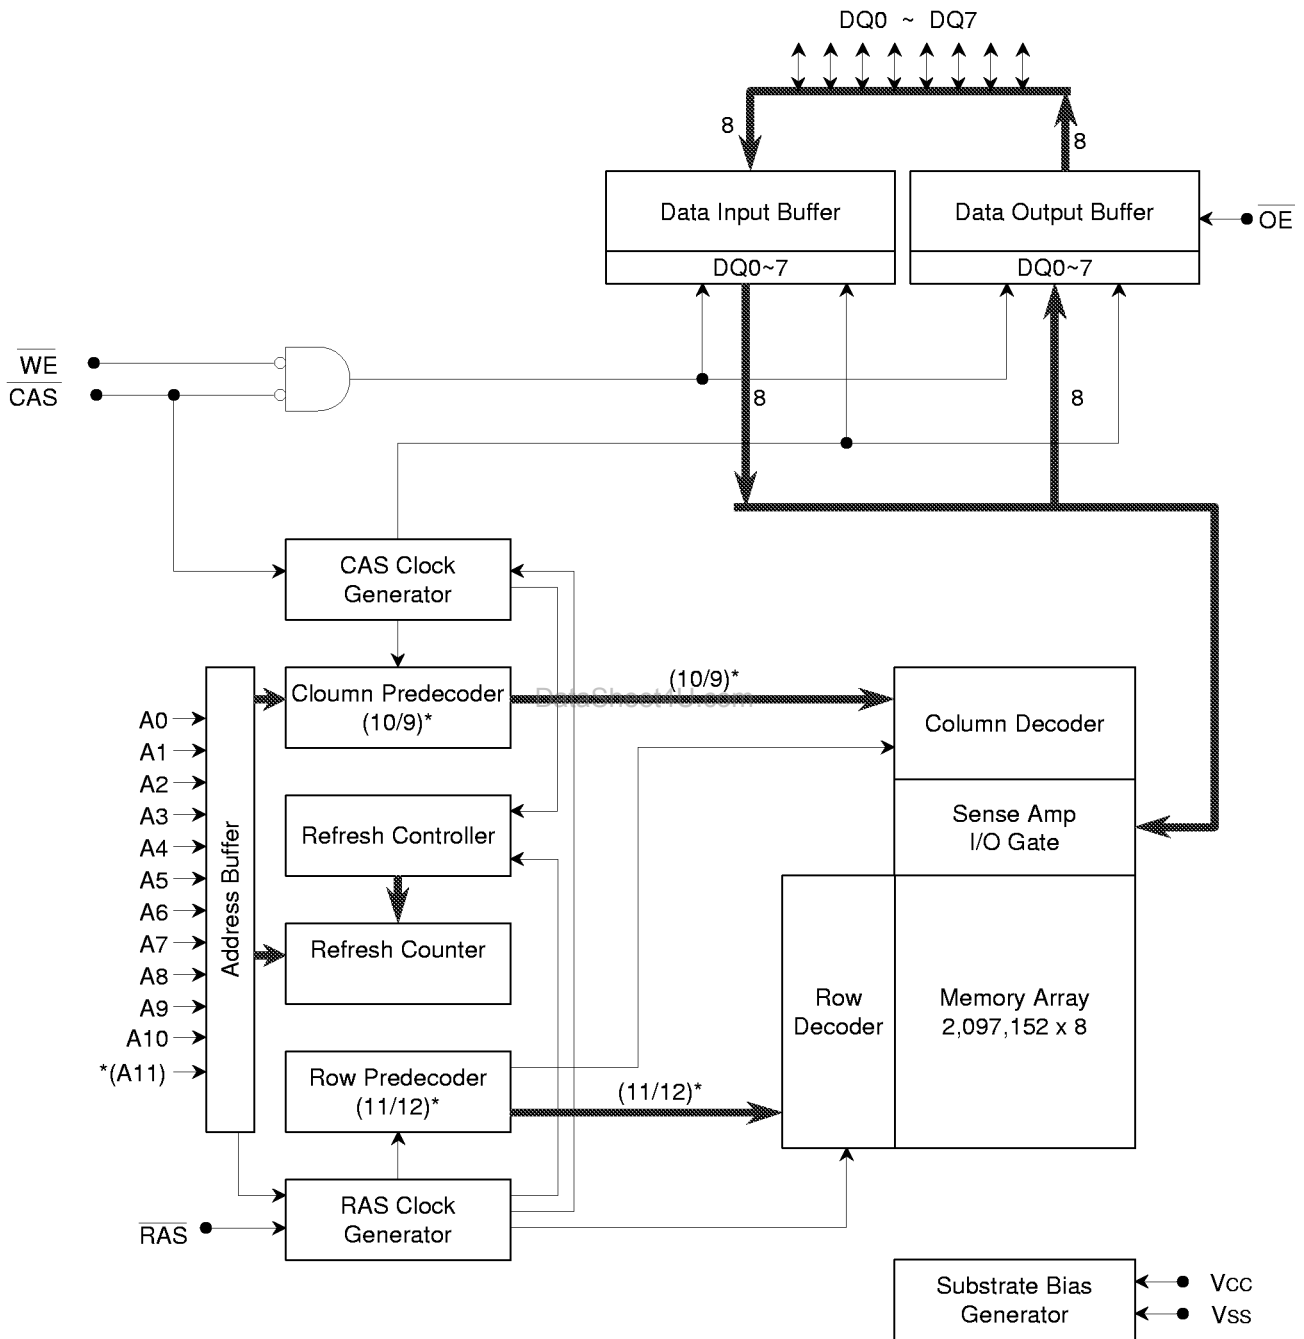 DQ0 ~ DQ7
8
8
Data Input Buffer
DQ0~7
Data Output Buffer
DQ0~7
OE
WE
CAS
8
8
CAS Clock
Generator
Cloumn Predecoder
(10/9)*
(10/9)*
DataSheet4U.com
Column Decoder
A0
A1
A2
A3
A4
A5
A6
A7
A8
A9
A10
*(A11)
Address Buffer
Refresh Controller
Sense Amp
I/O Gate
Refresh Counter
Row
Decoder
Memory Array
2,097,152 x 8
Row Predecoder
(11/12)*
(11/12)*
RAS Clock
Generator
RAS
Substrate Bias
Generator
VCC
VSS